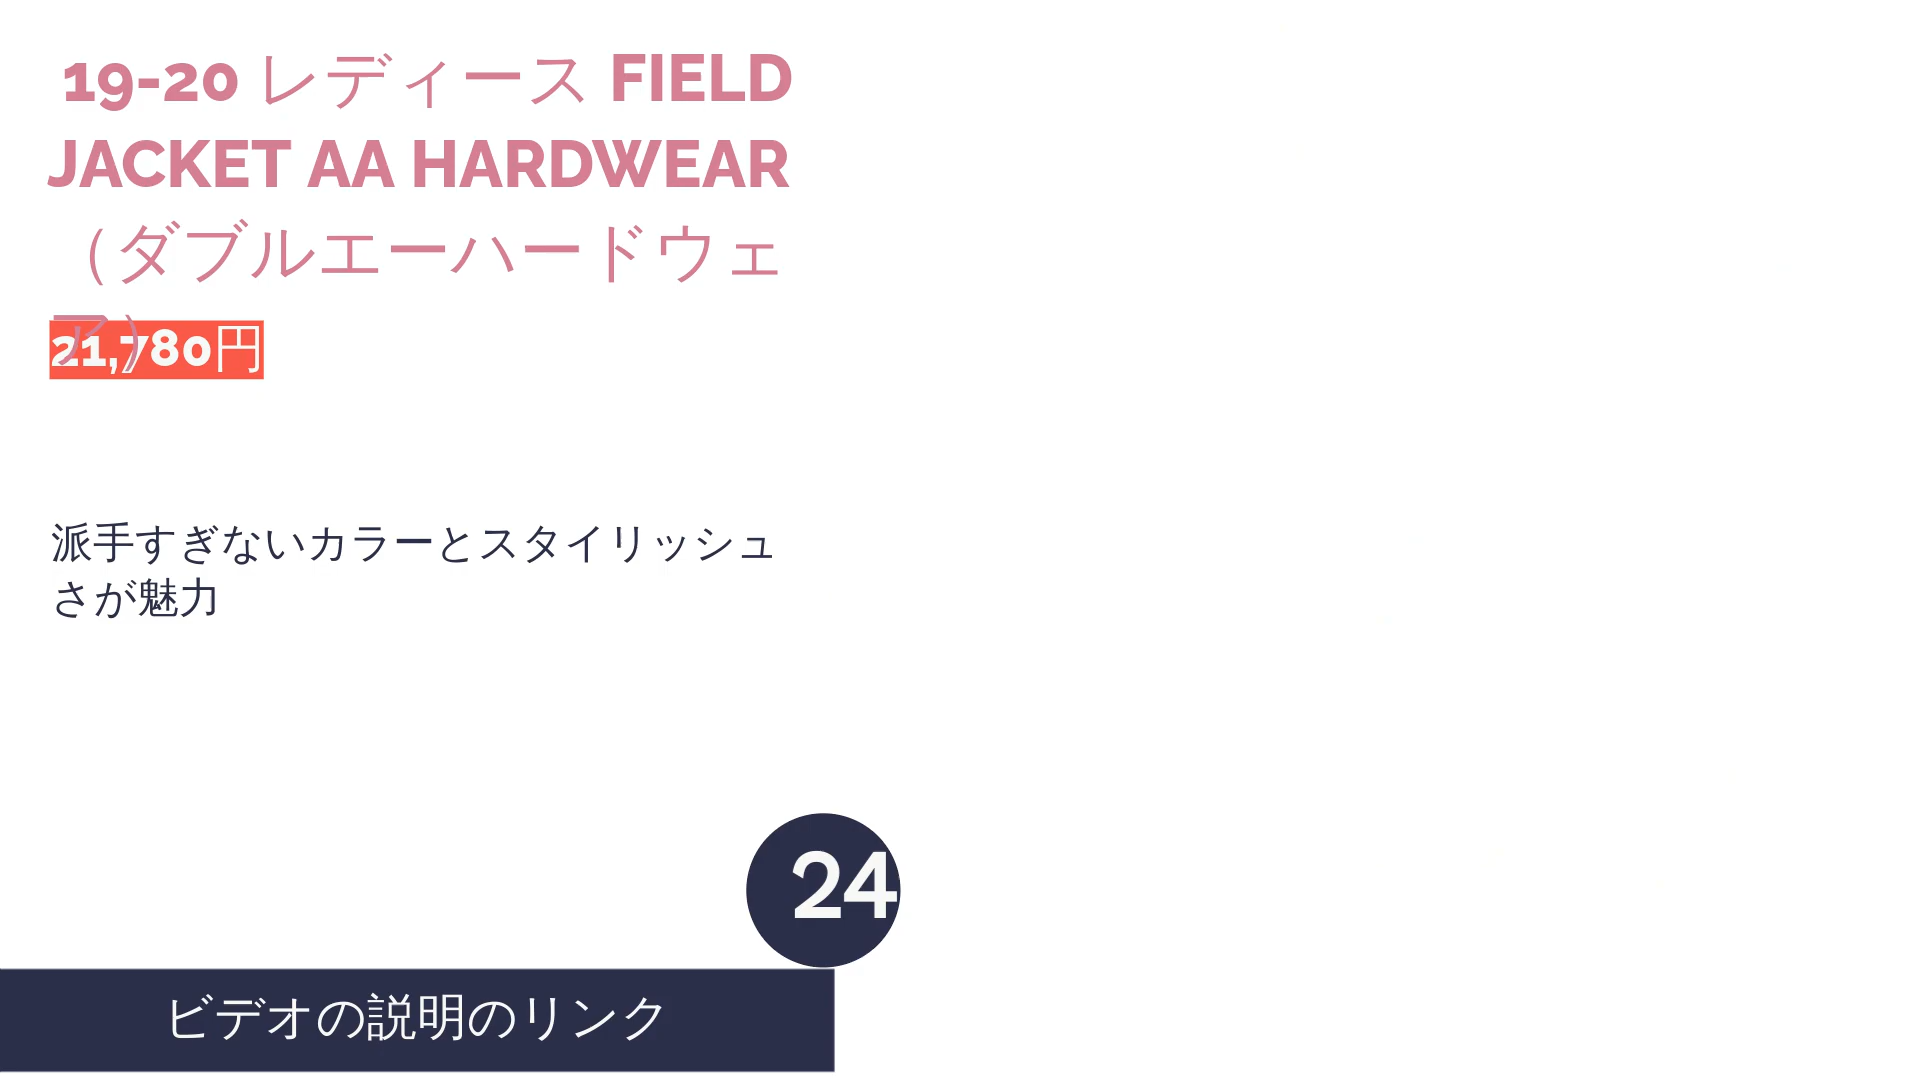 19-20 レディース FIELD
JACKET AA HARDWEAR
（ダブルエーハードウェ
ア）
21,780円
派手すぎないカラーとスタイリッシュ
さが魅力
24
ビデオの説明のリンク